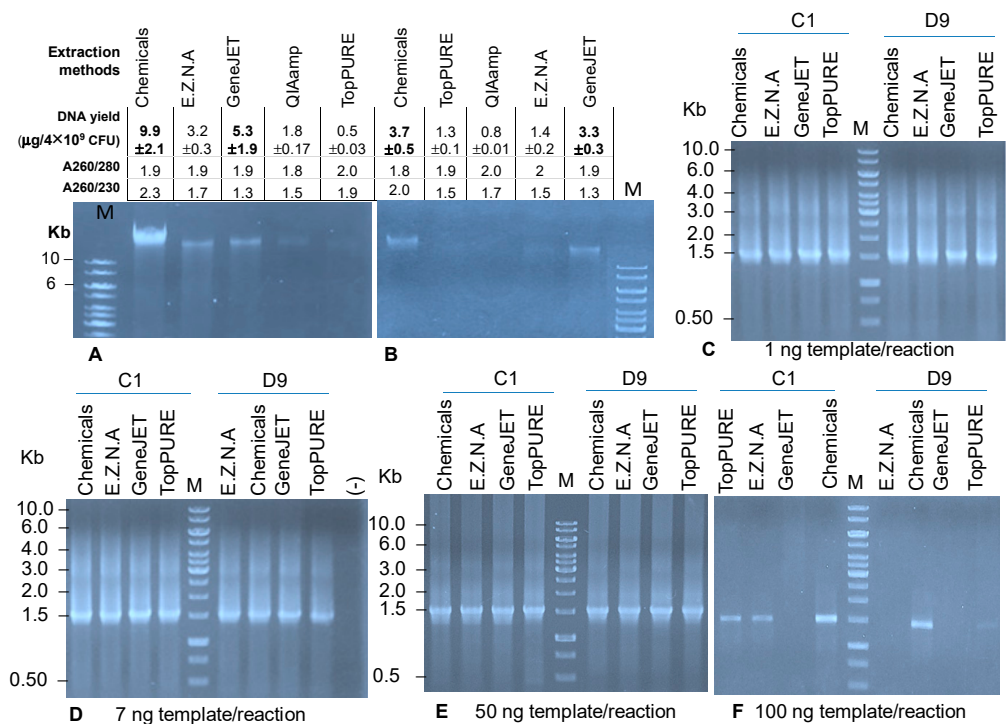 Extraction methods
Chemicals E.Z.N.A GeneJET QIAamp TopPURE Chemicals TopPURE QIAamp E.Z.N.A GeneJET
DNA yield
(µg/4×10⁹ CFU)
9.9 3.2 5.3 1.8 0.5 3.7 1.3 0.8 1.4 3.3
±2.1 ±0.3 ±1.9 ±0.17 ±0.03 ±0.5 ±0.1 ±0.01 ±0.2 ±0.3
A260/280 1.9 1.9 1.9 1.8 2.0 1.8 1.9 2.0 2 1.9
A260/230 2.3 1.7 1.3 1.5 1.9 2.0 1.5 1.7 1.5 1.3
M M
Kb
10
6
A B
C1 D9
Chemicals E.Z.N.A GeneJET TopPURE M Chemicals E.Z.N.A GeneJET TopPURE
Kb
10.0
6.0
4.0
3.0
2.0
1.5
0.50
C 1 ng template/reaction
C1 D9
Chemicals E.Z.N.A GeneJET TopPURE M E.Z.N.A Chemicals GeneJET TopPURE (-)
Kb
10.0
6.0
4.0
3.0
2.0
1.5
0.50
D 7 ng template/reaction
C1 D9
Chemicals E.Z.N.A GeneJET TopPURE M Chemicals E.Z.N.A GeneJET TopPURE
Kb
10.0
6.0
4.0
3.0
2.0
1.5
0.5
E 50 ng template/reaction
C1 D9
TopPURE E.Z.N.A GeneJET Chemicals M E.Z.N.A Chemicals GeneJET TopPURE
F 100 ng template/reaction